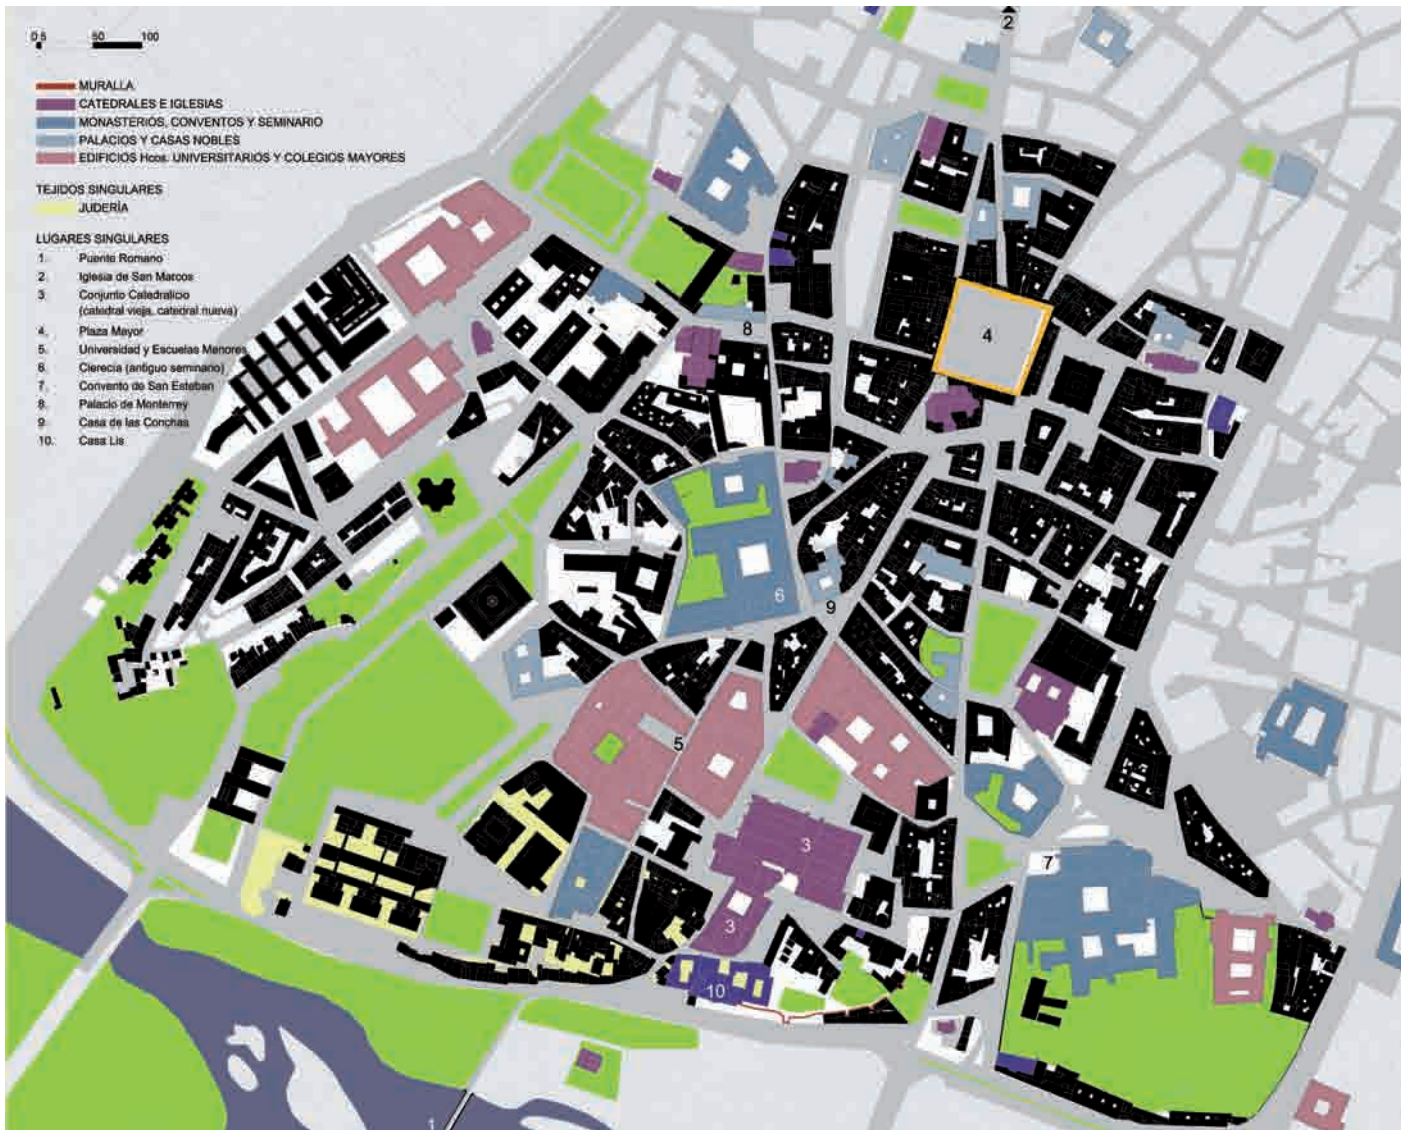 0 5 50 100
MURALLA
CATEDRALES E IGLESIAS
MONASTERIOS, CONVENTOS Y SEMINARIO
PALACIOS Y CASAS NOBLES
EDIFICIOS Hcos. UNIVERSITARIOS Y COLEGIOS MAYORES
TEJIDOS SINGULARES
JUDERÍA
LUGARES SINGULARES
1. Puente Romano
2. Iglesia de San Marcos
3. Conjunto Catedralicio
(catedral vieja, catedral nueva)
4. Plaza Mayor
5. Universidad y Escuelas Menores
6. Clerecía (antiguo seminario)
7. Convento de San Esteban
8. Palacio de Monterrey
9. Casa de las Conchas
10. Casa Lis
2
8
4
6
9
5
3
7
3
10
1